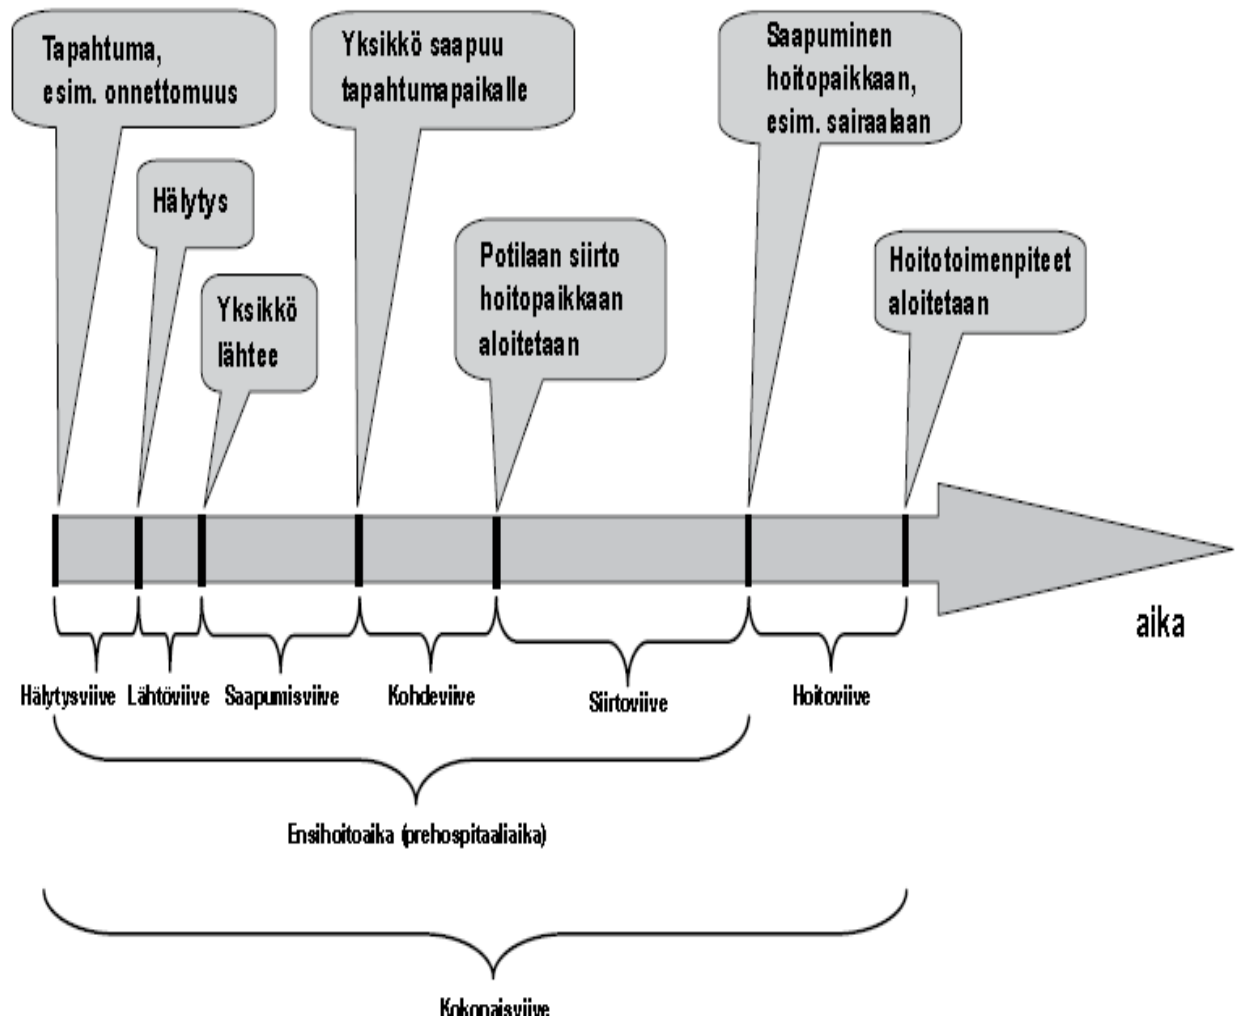 Tapahtuma,
esim. onnettomuus
Yksikkö saapuu
tapahtumapaikalle
Saapuminen
hoitopaikkaan,
esim. sairaalaan
Hälytys
Yksikkö
lähtee
Potilaan siirto
hoitopaikkaan
aloitetaan
Hoitotoimenpiteet
aloitetaan
aika
Hälytysviive Lähtöviive Saapumisviive Kohdeviive Siirtoviive Hoitoviive
Ensihoitoaika (prehospitaaliaika)
Kokonaisviive